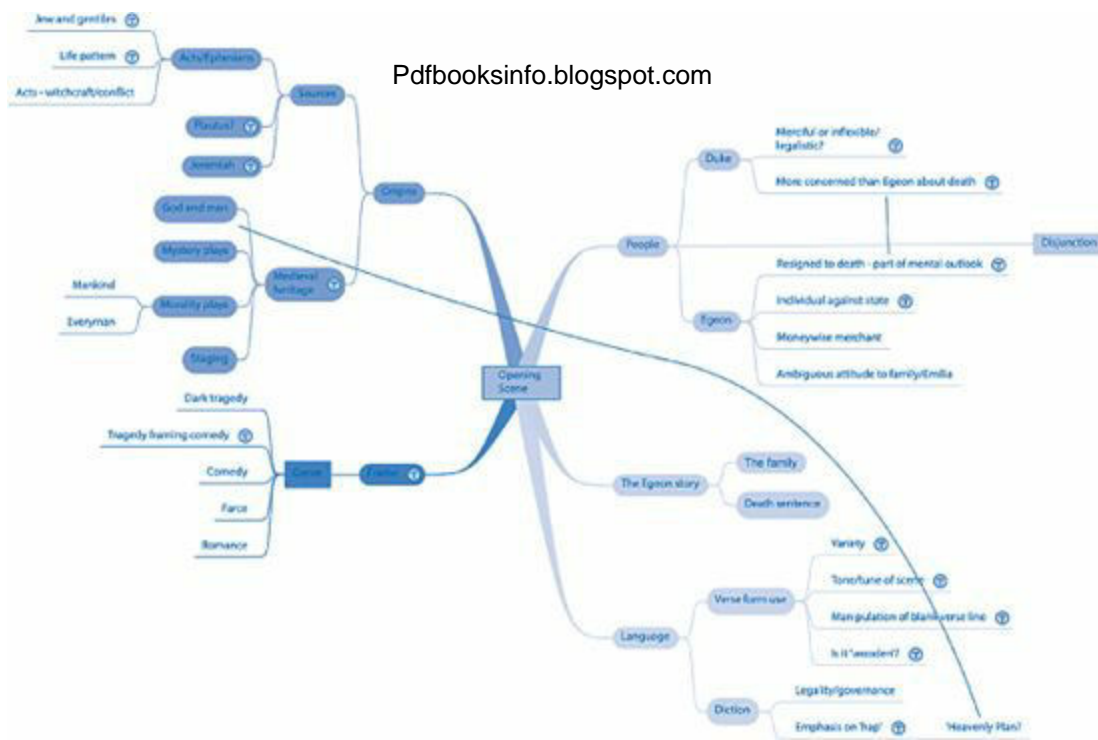 Pdfbooksinfo.blogspot.com
Jew and gentiles
Life pattern
Acts - witchcraft/conflict
Acts/Ephesians
Plautus?
Jeremiah
Sources
God and man
Mystery plays
Morality plays
Mankind
Everyman
Staging
Medieval
heritage
Origins
Dark tragedy
Tragedy framing comedy
Comedy
Farce
Romance
Genre
Opening
Scene
People
Duke
Merciful or inflexible/
legalistic?
More concerned than Egeon about death
Disjunction
Egeon
Resigned to death - part of mental outlook
Individual against state
Moneywise merchant
Ambiguous attitude to family/Emilia
The Egeon story
The family
Death sentence
Language
Verse form use
Variety
Tone/tune of scene
Manipulation of blank verse line
Is it 'wooden'?
Diction
Legality/governance
Emphasis on 'hap'
'Heavenly Plan?